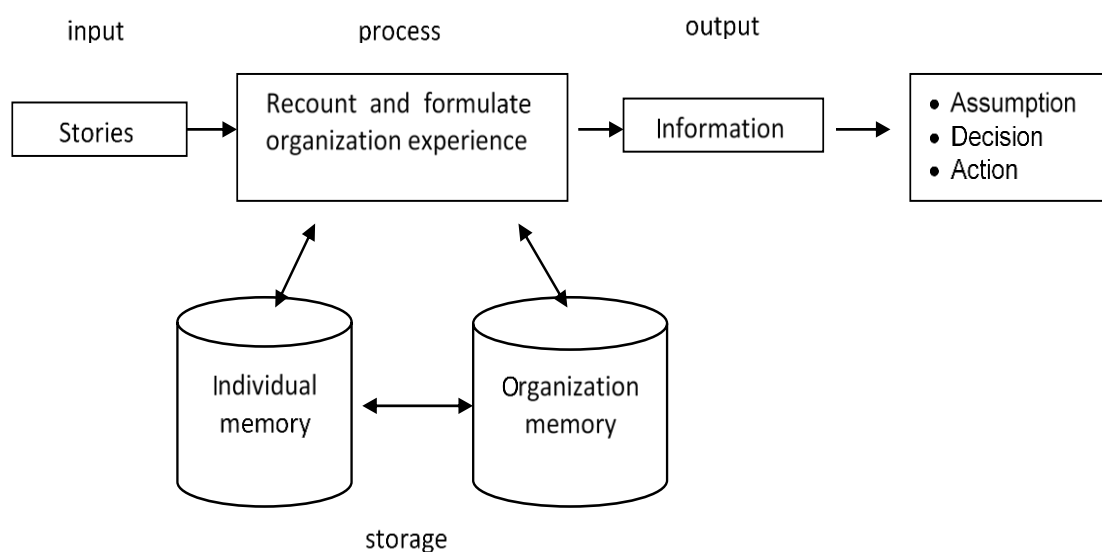 input
process
output
Stories
Recount and formulate
organization experience
Information
• Assumption
• Decision
• Action
Individual
memory
Organization
memory
storage